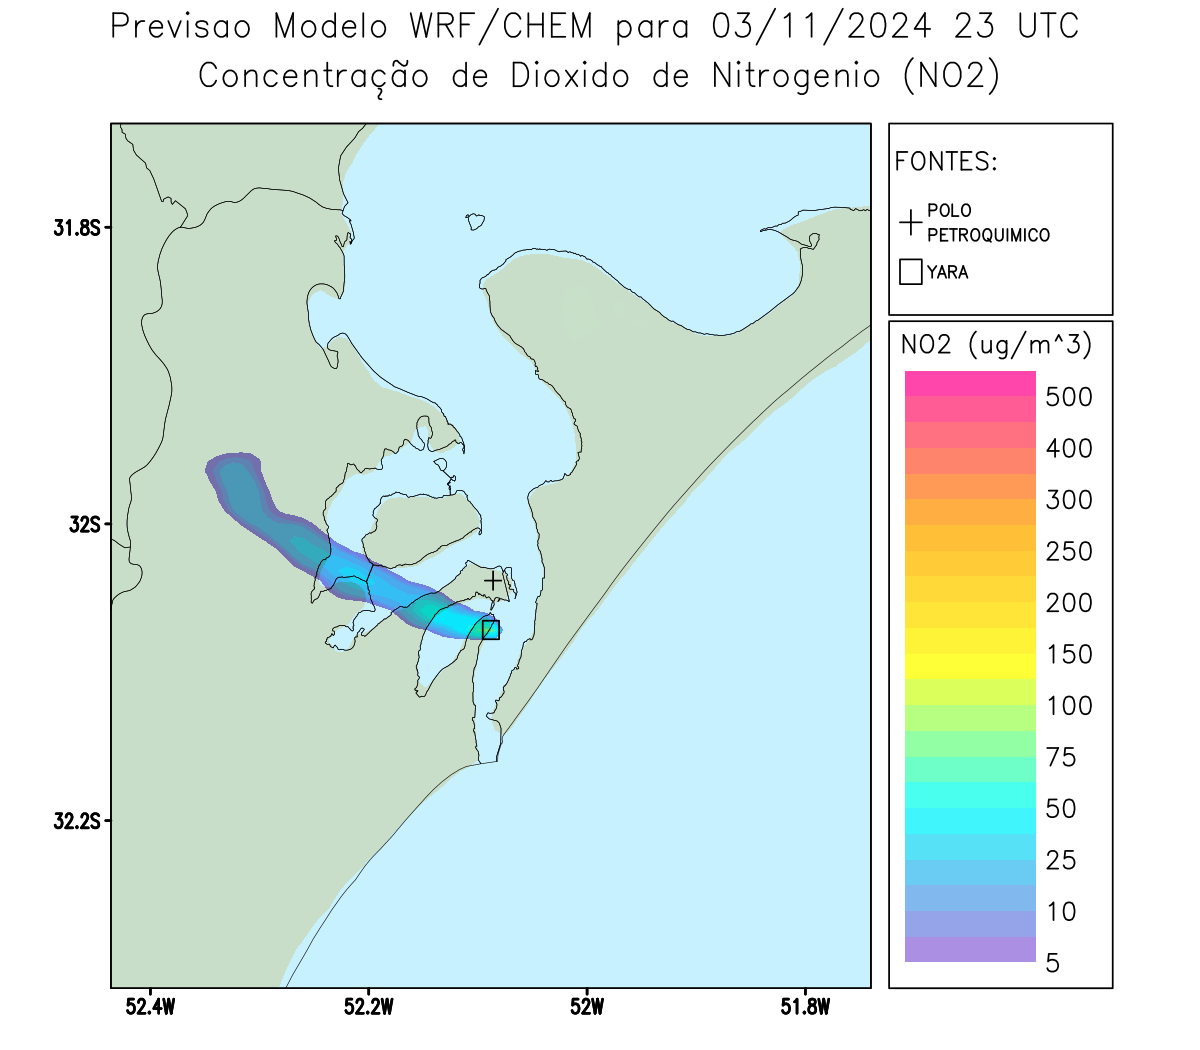 Previsao Modelo WRF/CHEM para 03/11/2024 23 UTC
Concentração de Dioxido de Nitrogenio (NO2)
FONTES:
POLO
PETROQUIMICO
YARA
NO2 (ug/m^3)
500
400
300
250
200
150
100
75
50
25
10
5
31.8S
32S
32.2S
52.4W
52.2W
52W
51.8W